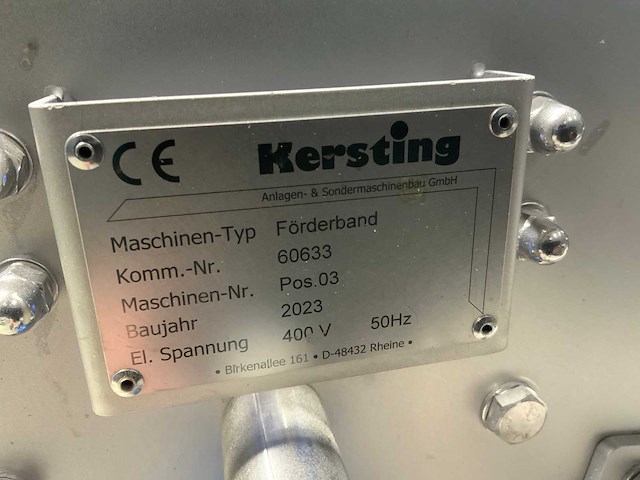 CE Kersting
Anlagen- & Sondermaschinenbau GmbH
Maschinen-Typ Förderband
Komm.-Nr. 60633
Maschinen-Nr. Pos.03
Baujahr 2023
El. Spannung 400 V 50Hz
• Birkenallee 161 • D-48432 Rheine •